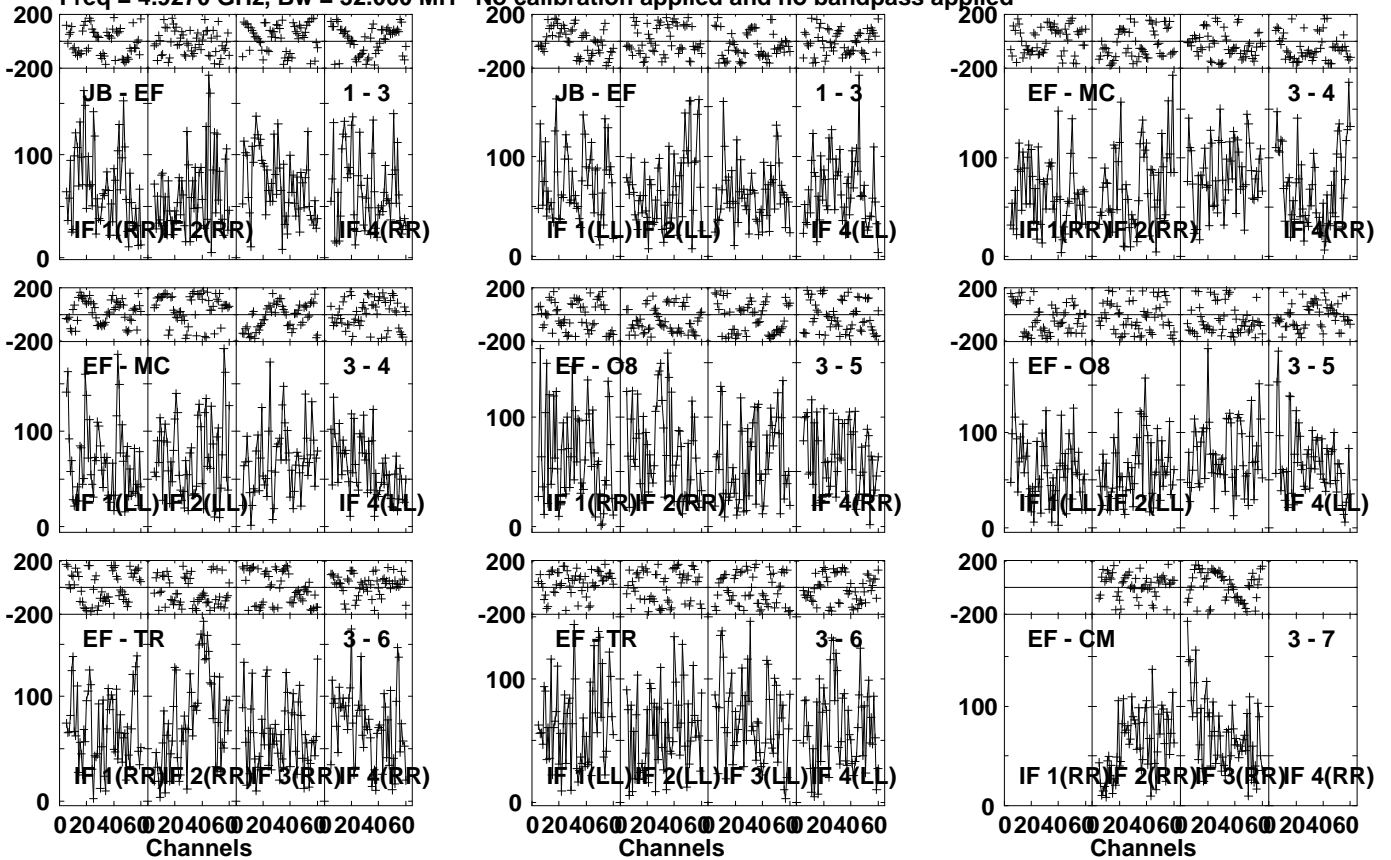 Freq = GHz, No calibration applied and no bandpass applied
200 200 200
-200 -200 -200
JB - EF 1 - 3 JB - EF 1 - 3 EF - MC 3 - 4
100 100 100
IF 1(RR) IF 2(RR) IF 4(RR) IF 1(LL) IF 2(LL) IF 4(LL) IF 1(RR) IF 2(RR) IF 4(RR)
0 0 0
200 200 200
-200 -200 -200
EF - MC 3 - 4 EF - O8 3 - 5 EF - O8 3 - 5
100 100 100
IF 1(LL) IF 2(LL) IF 4(LL) IF 1(RR) IF 2(RR) IF 4(RR) IF 1(LL) IF 2(LL) IF 4(LL)
0 0 0
200 200 200
-200 -200 -200
EF - TR 3 - 6 EF - TR 3 - 6 EF - CM 3 - 7
100 100 100
IF 1(RR) IF 2(RR) IF 3(RR) IF 4(RR) IF 1(LL) IF 2(LL) IF 3(LL) IF 4(LL) IF 1(RR) IF 2(RR) IF 3(RR) IF 4(RR)
0 0 0
0 20 40 60 0 20 40 60 0 20 40 60 0 20 40 60 0 20 40 60 0 20 40 60 0 20 40 60 0 20 40 60 0 20 40 60 0 20 40 60 0 20 40 60 0 20 40 60
Channels Channels Channels